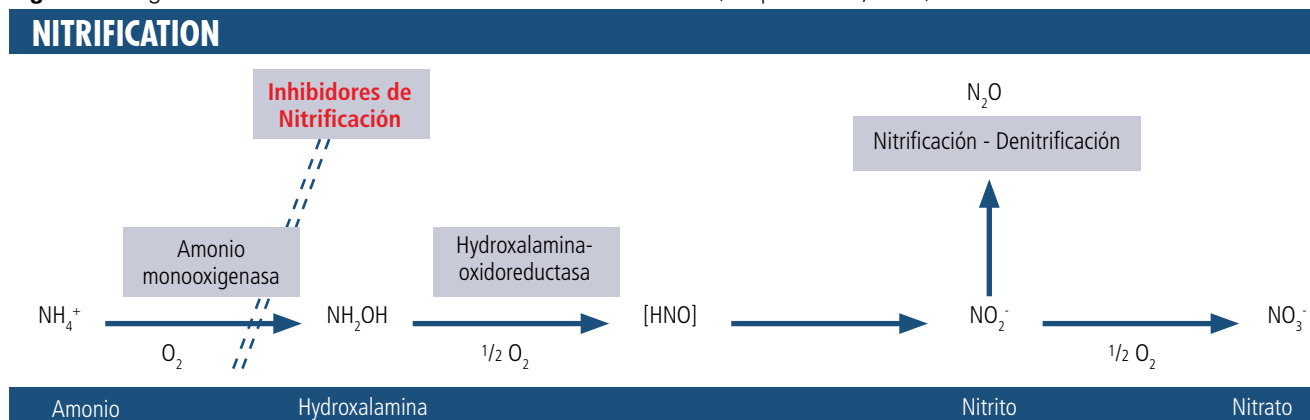 NITRIFICATION
Inhibidores de
Nitrificación
N₂O
Nitrificación - Denitrificación
Amonio
monooxigenasa
Hydroxalamina-
oxidoreductasa
NH₄⁺
NH₂OH
[HNO]
NO₂⁻
NO₃⁻
O₂
1/2 O₂
1/2 O₂
Amonio
Hydroxalamina
Nitrito
Nitrato